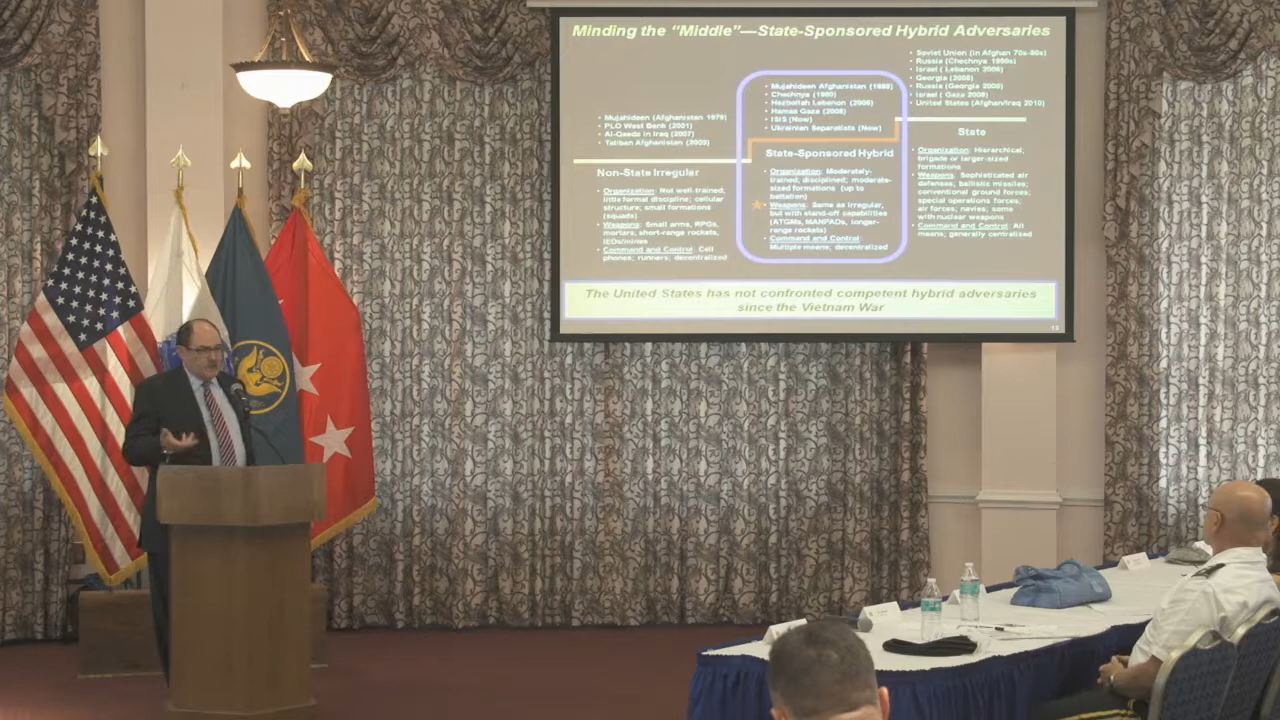 Minding the "Middle"—State-Sponsored Hybrid Adversaries
• Mujahideen (Afghanistan 1979)
• PLO West Bank (2001)
• Al-Qaeda in Iraq (2007)
• Taliban Afghanistan (2009)
Non-State Irregular
• Organization: Not well-trained;
little formal discipline; cellular
structure; small formations
(squads)
• Weapons: Small arms, RPGs,
mortars, short-range rockets,
IEDs/mines
• Command and Control: Cell
phones; runners; decentralized
• Mujahideen Afghanistan (1988)
• Chechnya (1990)
• Hezbollah Lebanon (2006)
• Hamas Gaza (2008)
• ISIS (Now)
• Ukrainian Separatists (Now)
State-Sponsored Hybrid
• Organization: Moderately-
trained; disciplined; moderate-
sized formations (up to
battalion)
• Weapons: Same as irregular,
but with stand-off capabilities
(ATGMs, MANPADs, longer-
range rockets)
• Command and Control:
Multiple means; decentralized
• Soviet Union (in Afghan 70s-80s)
• Russia (Chechnya 1990s)
• Israel (Lebanon 2006)
• Georgia (2008)
• Russia (Georgia 2008)
• Israel (Gaza 2008)
• United States (Afghan/Iraq 2010)
State
• Organization: Hierarchical;
brigade or larger-sized
formations
• Weapons: Sophisticated air
defenses; ballistic missiles;
conventional ground forces;
special operations forces;
air forces; navies; some
with nuclear weapons
• Command and Control: All
means; generally centralized
The United States has not confronted competent hybrid adversaries
since the Vietnam War